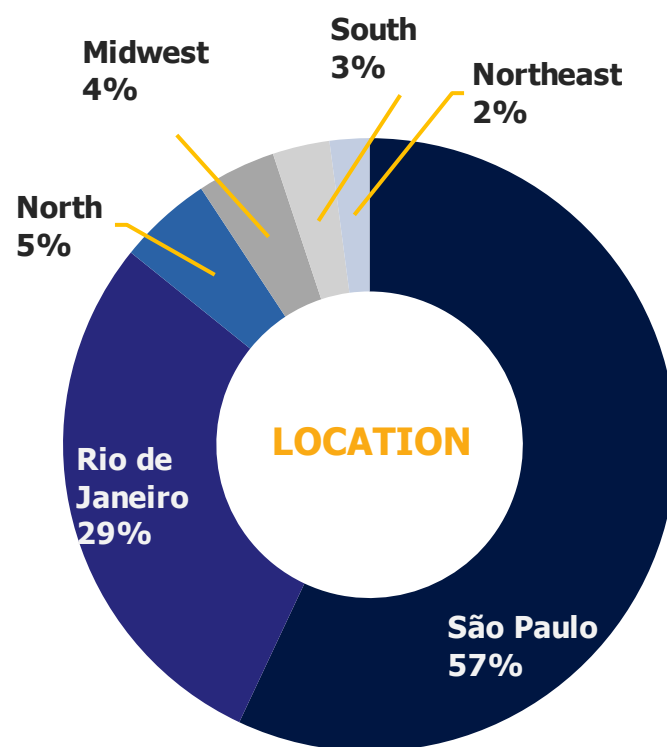 South
3%
Midwest
4%
Northeast
2%
North
5%
LOCATION
Rio de
Janeiro
29%
São Paulo
57%